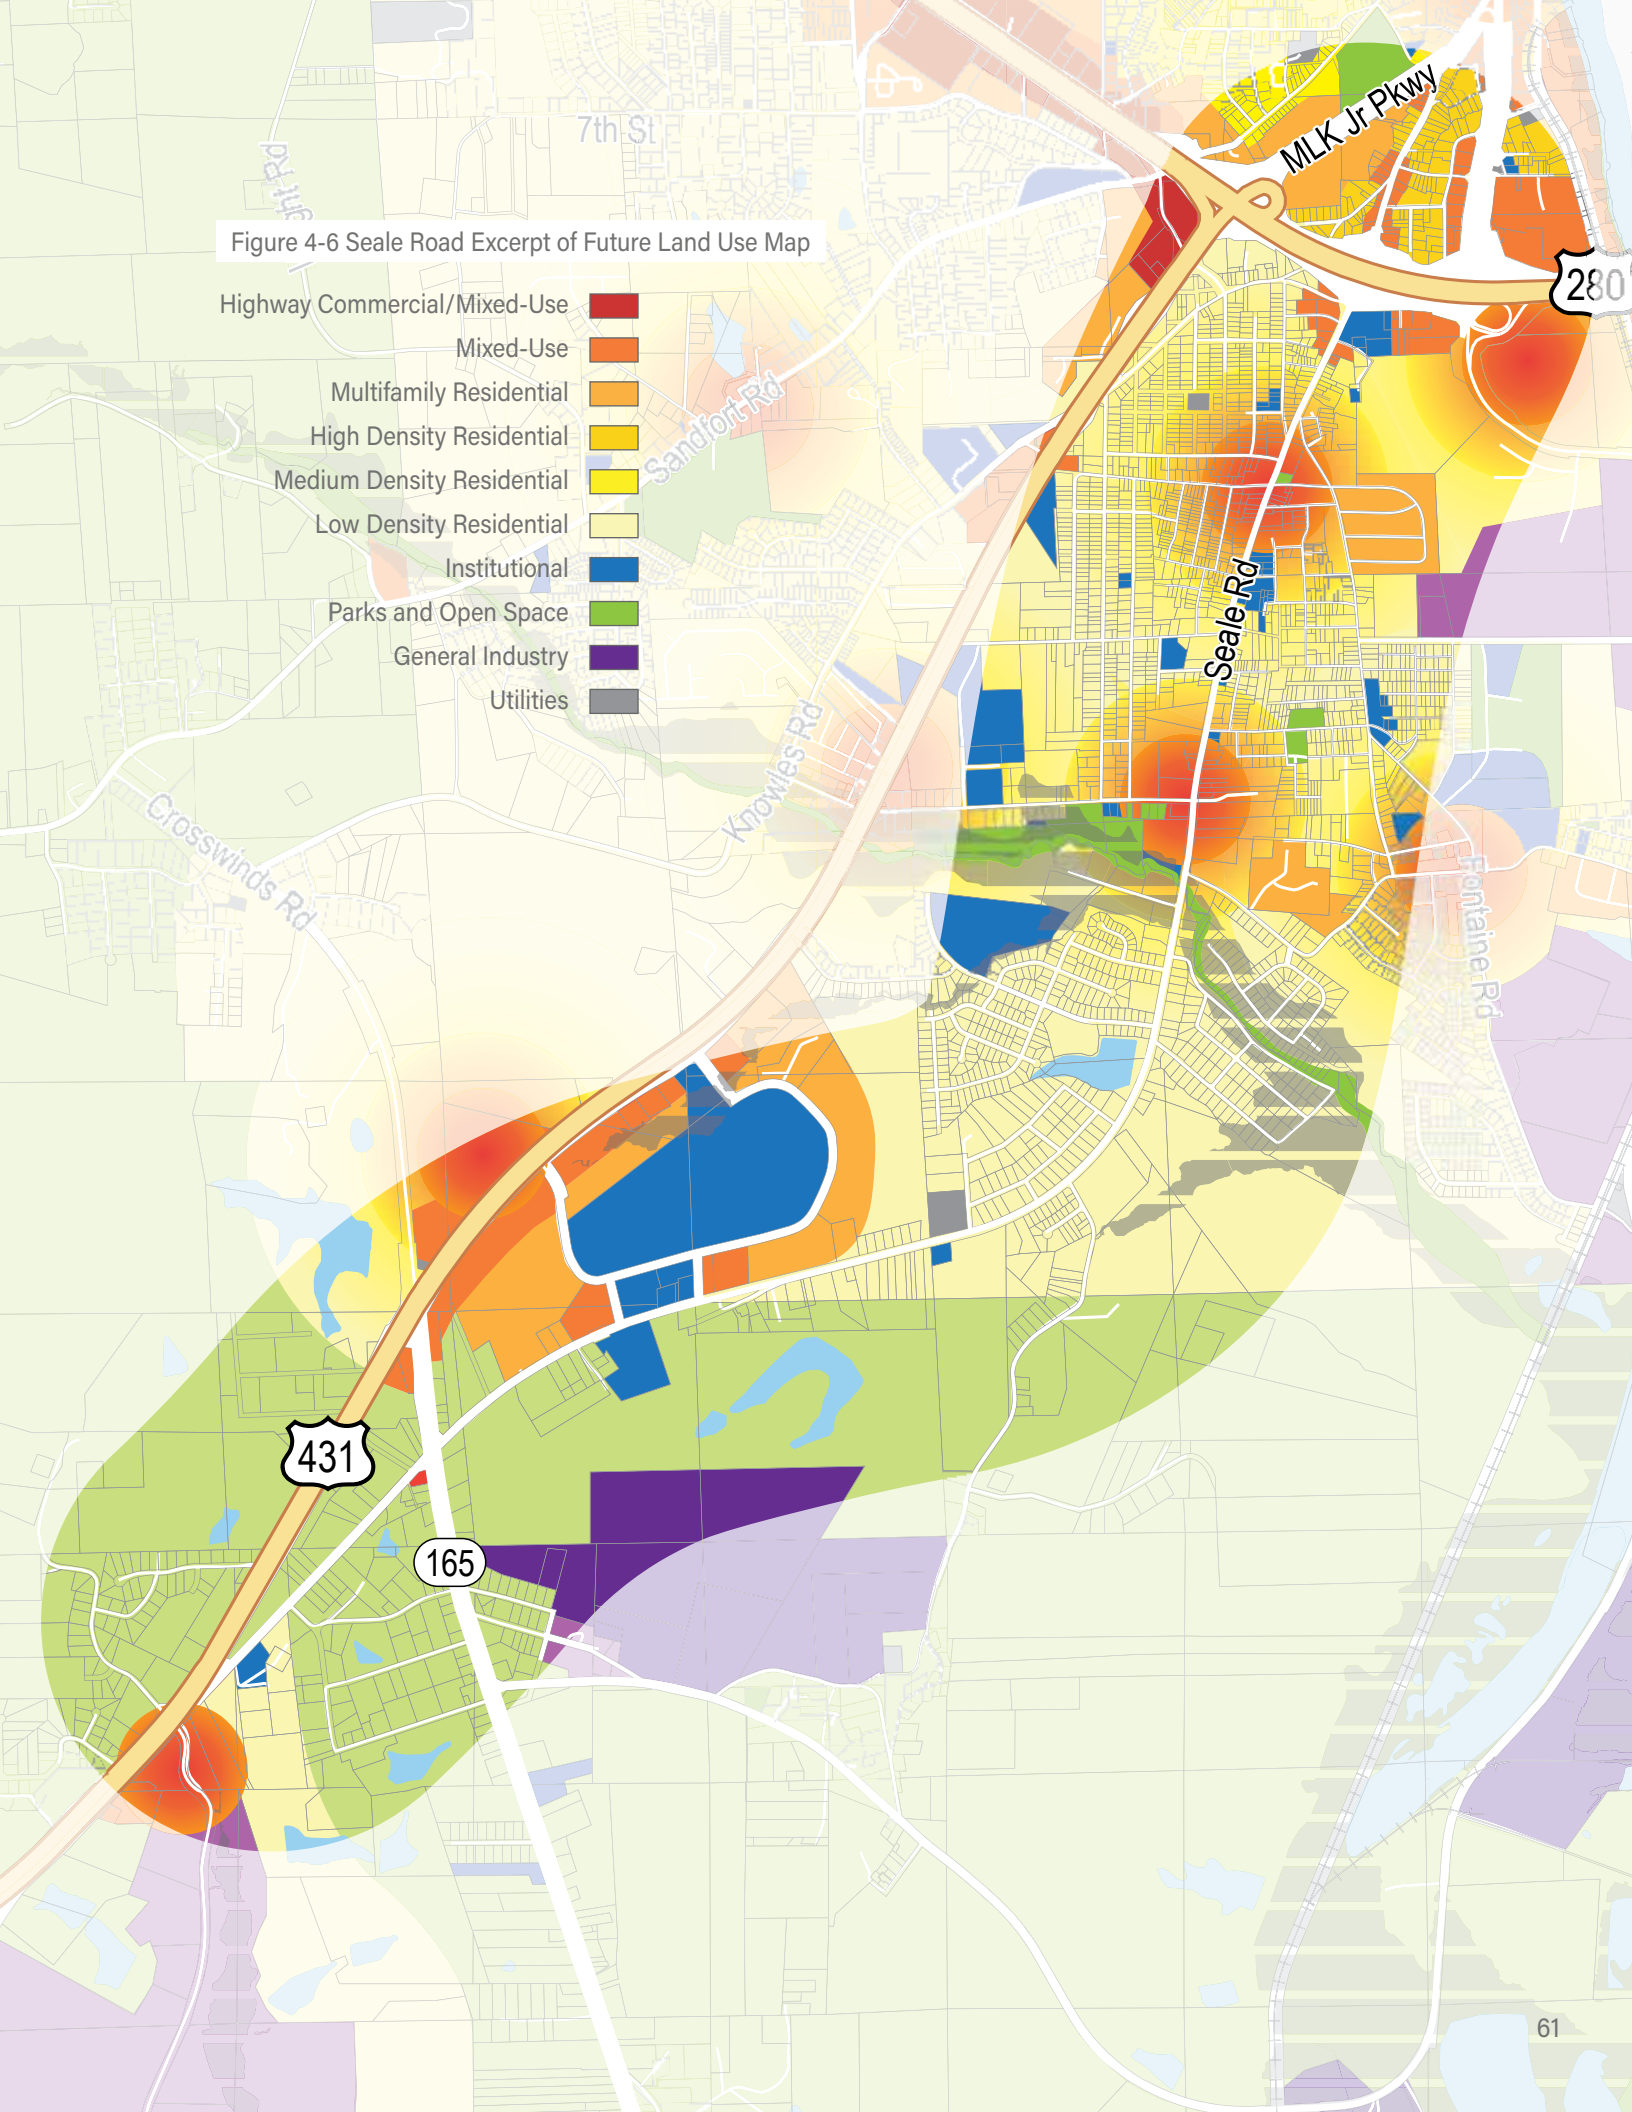 7th St
MLK Jr Pkwy
Figure 4-6 Seale Road Excerpt of Future Land Use Map
280
Highway Commercial/Mixed-Use
Mixed-Use
Multifamily Residential
High Density Residential
Medium Density Residential
Low Density Residential
Institutional
Parks and Open Space
General Industry
Utilities
Sandfort Rd
Seale Rd
Knowles Rd
Crosswinds Rd
Fontaine Rd
431
165
61